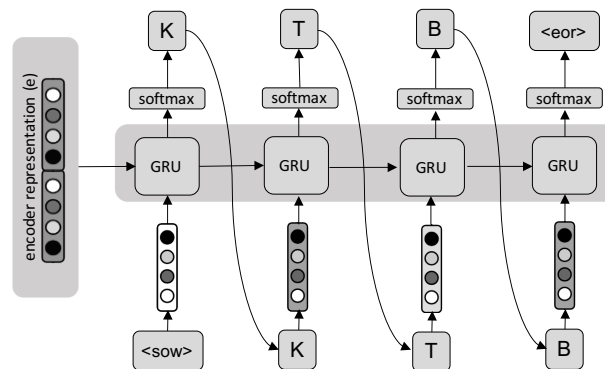 K T B <eor>
softmax softmax softmax softmax
encoder representation (e)
GRU GRU GRU GRU
<sow> K T B